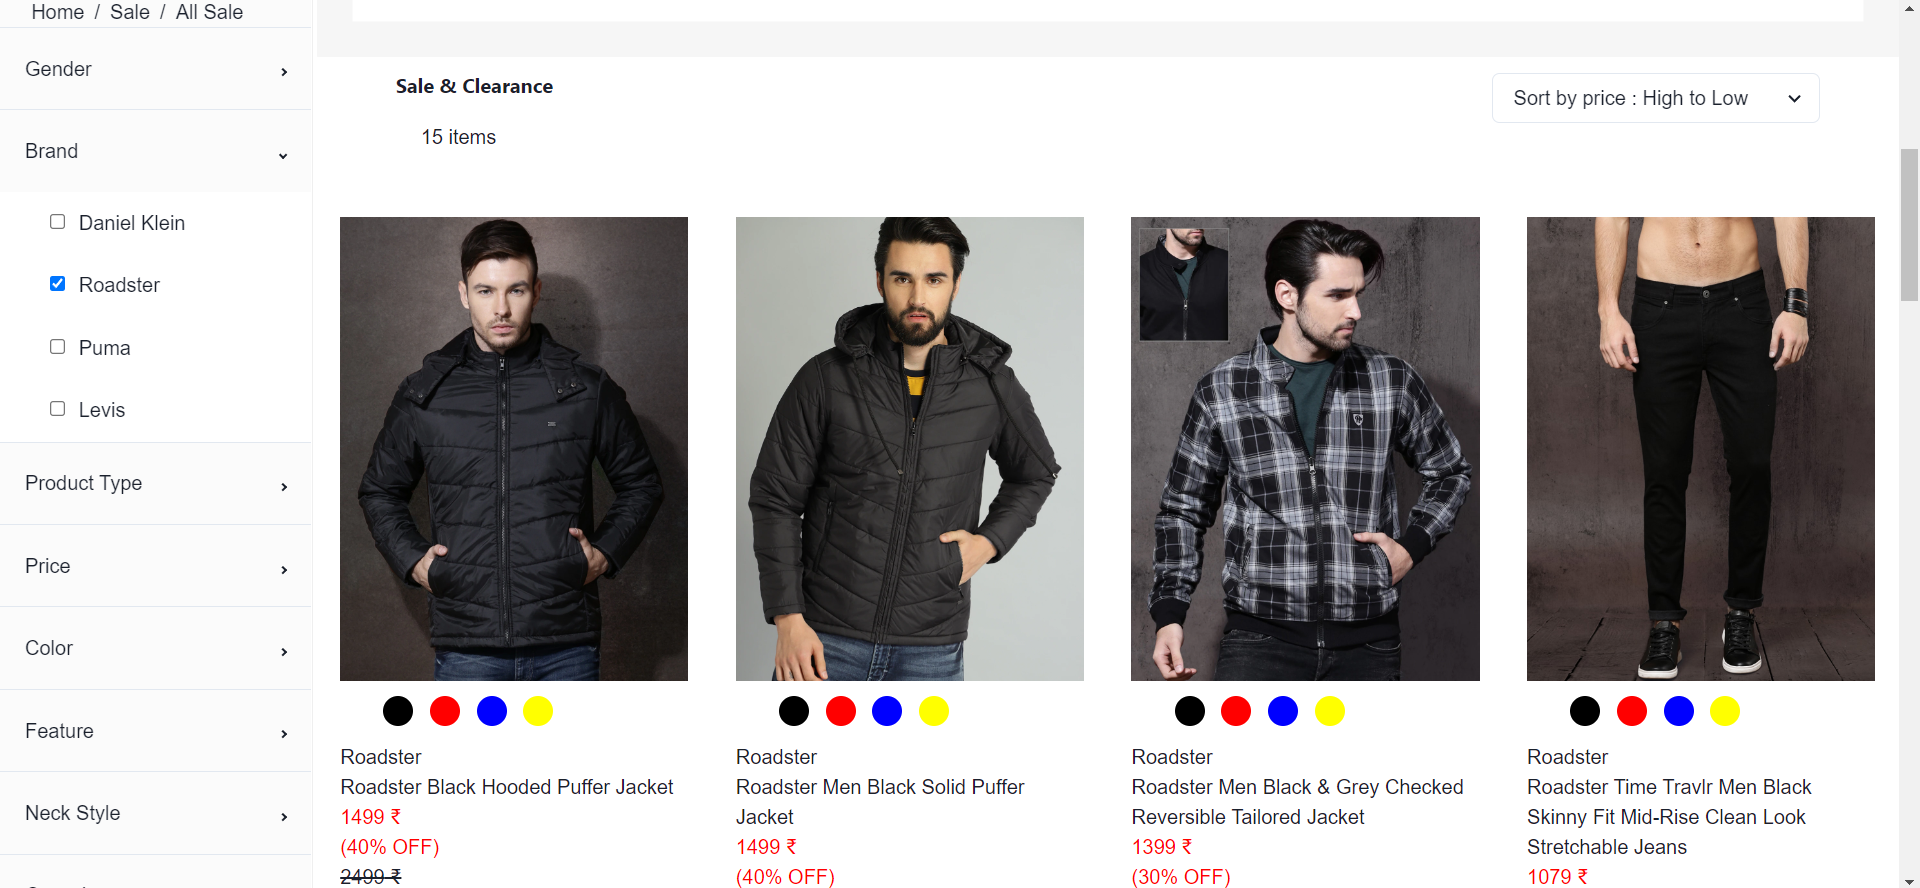 Home / Sale / All Sale
Gender
Brand
Daniel Klein
Roadster
Puma
Levis
Product Type
Price
Color
Feature
Neck Style
Sale & Clearance
15 items
Sort by price : High to Low
Roadster
Roadster Black Hooded Puffer Jacket
1499 ₹
(40% OFF)
2499 ₹
Roadster
Roadster Men Black Solid Puffer
Jacket
1499 ₹
(40% OFF)
Roadster
Roadster Men Black & Grey Checked
Reversible Tailored Jacket
1399 ₹
(30% OFF)
Roadster
Roadster Time Travlr Men Black
Skinny Fit Mid-Rise Clean Look
Stretchable Jeans
1079 ₹